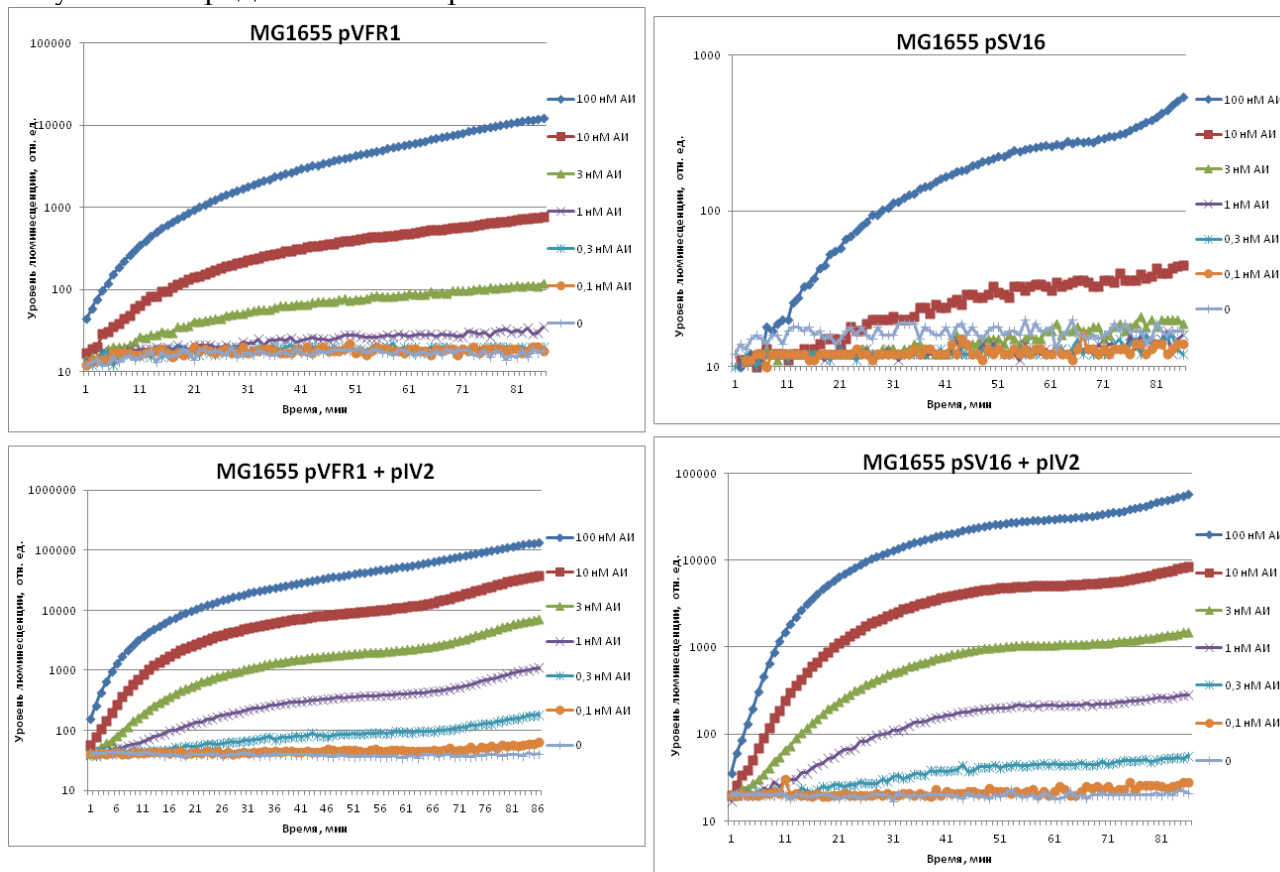 MG1655 pVFR1
Уровень люминесценции, отн. ед.
100000
10000
1000
100
10
1 11 21 31 41 51 61 71 81
Время, мин
100 нМ АИ
10 нМ АИ
3 нМ АИ
1 нМ АИ
0,3 нМ АИ
0,1 нМ АИ
0
MG1655 pSV16
Уровень люминесценции, отн. ед.
1000
100
10
1 11 21 31 41 51 61 71 81
Время, мин
100 нМ АИ
10 нМ АИ
3 нМ АИ
1 нМ АИ
0,3 нМ АИ
0,1 нМ АИ
0
MG1655 pVFR1 + pIV2
Уровень люминесценции, отн. ед.
1000000
100000
10000
1000
100
10
1 6 11 16 21 26 31 36 41 46 51 56 61 66 71 76 81 86
Время, мин
100 нМ АИ
10 нМ АИ
3 нМ АИ
1 нМ АИ
0,3 нМ АИ
0,1 нМ АИ
0
MG1655 pSV16 + pIV2
Уровень люминесценции, отн. ед.
100000
10000
1000
100
10
1 11 21 31 41 51 61 71 81
Время, мин
100 нМ АИ
10 нМ АИ
3 нМ АИ
1 нМ АИ
0,3 нМ АИ
0,1 нМ АИ
0